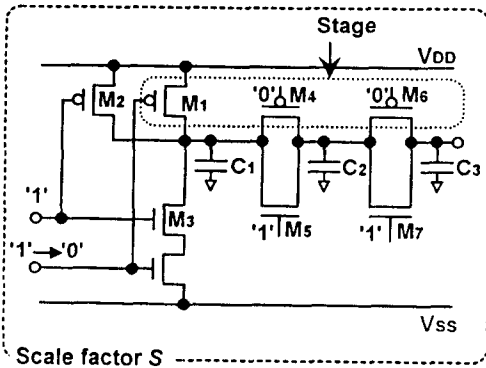 Stage
VDD
M2
M1
'0' M4
'0' M6
C1
C2
C3
'1'
M3
'1' M5
'1' M7
'1'→'0'
VSS
Scale factor S